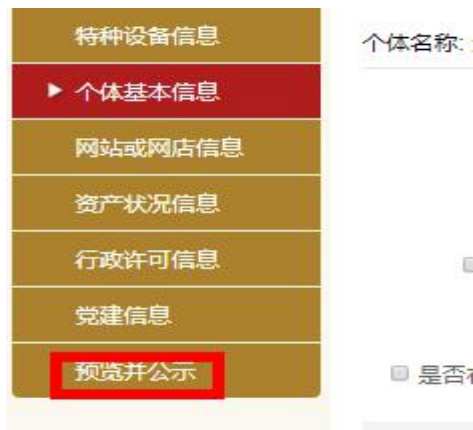 特种设备信息
个体名称:
个体基本信息
网站或网店信息
资产状况信息
行政许可信息
党建信息
预览并公示
是否